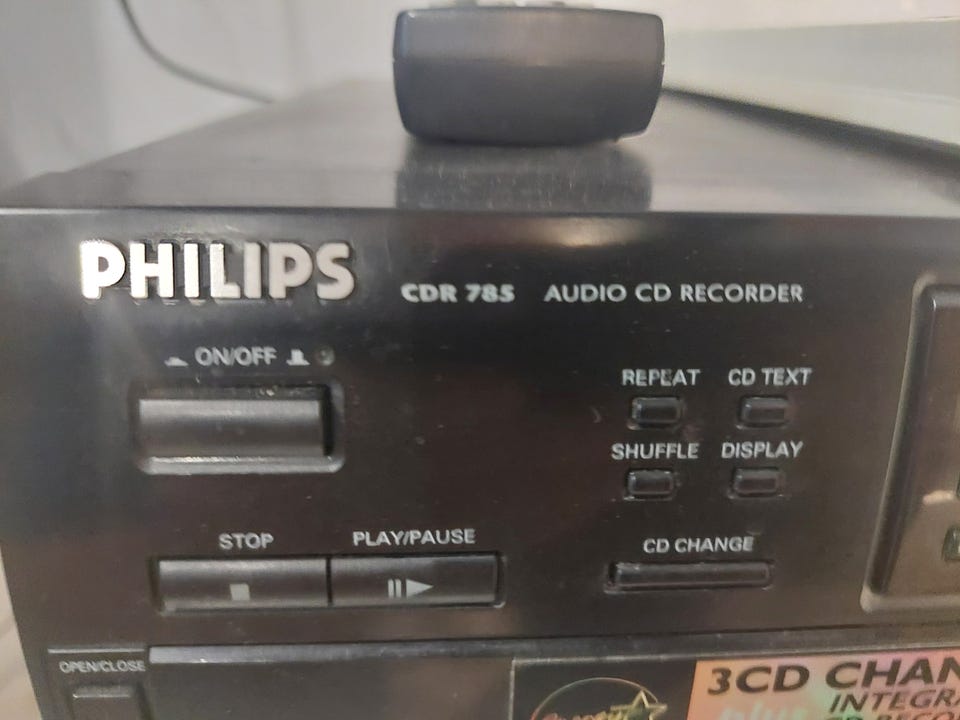 PHILIPS
CDR 785 AUDIO CD RECORDER
ON/OFF
REPEAT CD TEXT
SHUFFLE DISPLAY
STOP PLAY/PAUSE
CD CHANGE
OPEN/CLOSE
3CD CHAN
INTEGRA
plus